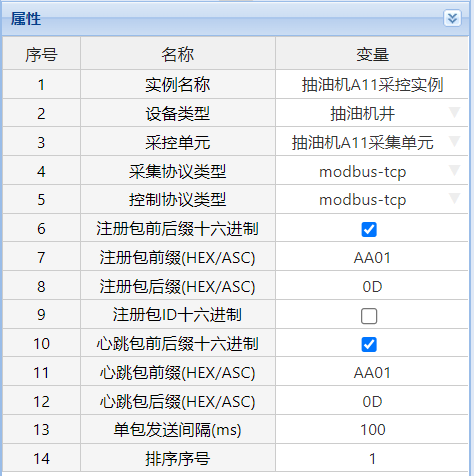 属性
序号 名称 变量
1 实例名称 抽油机A11采控实例
2 设备类型 抽油机井
3 采控单元 抽油机A11采集单元
4 采集协议类型 modbus-tcp
5 控制协议类型 modbus-tcp
6 注册包前后缀十六进制
7 注册包前缀(HEX/ASC) AA01
8 注册包后缀(HEX/ASC) 0D
9 注册包ID十六进制
10 心跳包前后缀十六进制
11 心跳包前缀(HEX/ASC) AA01
12 心跳包后缀(HEX/ASC) 0D
13 单包发送间隔(ms) 100
14 排序序号 1